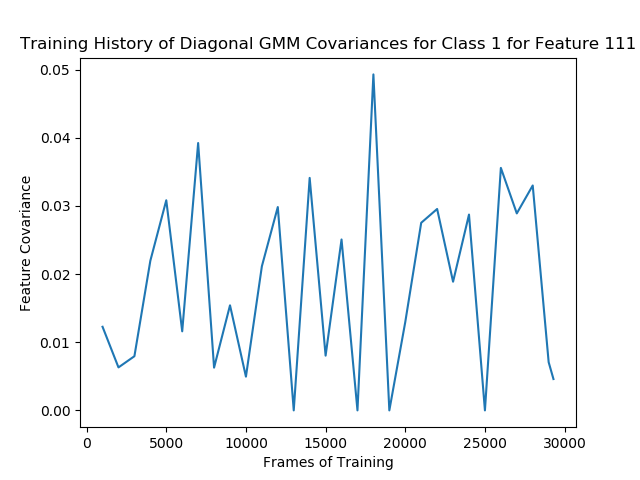 Training History of Diagonal GMM Covariances for Class 1 for Feature 111
0.05
0.04
0.03
0.02
0.01
0.00
Feature Covariance
0 5000 10000 15000 20000 25000 30000
Frames of Training